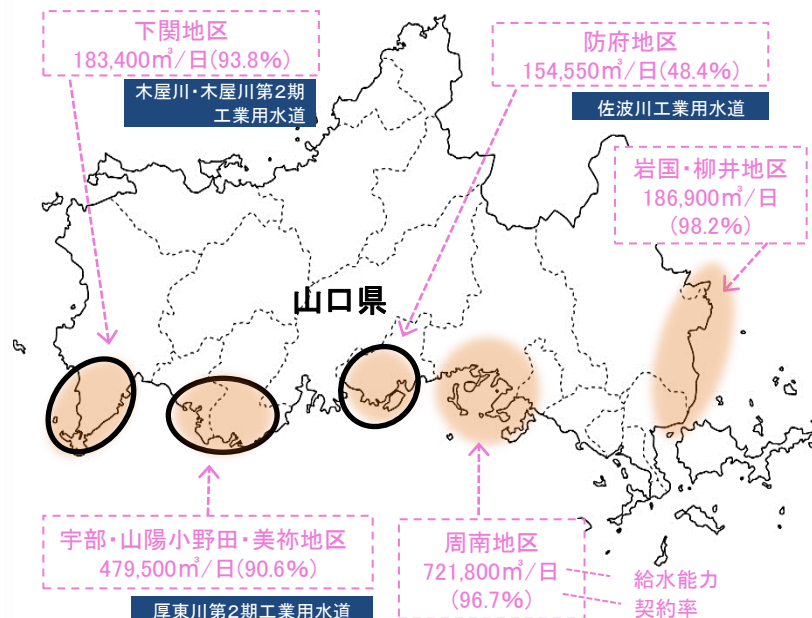 下関地区
183,400㎥/日(93.8%)
木屋川・木屋川第2期
工業用水道
防府地区
154,550㎥/日(48.4%)
佐波川工業用水道
岩国・柳井地区
186,900㎥/日
(98.2%)
山口県
宇部・山陽小野田・美祢地区
479,500㎥/日(90.6%)
厚東川第2期工業用水道
周南地区
721,800㎥/日
(96.7%)
給水能力
契約率